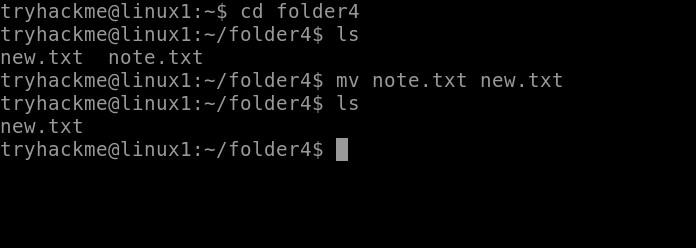 tryhackme@linux1:~$ cd folder4
tryhackme@linux1:~/folder4$ ls
new.txt  note.txt
tryhackme@linux1:~/folder4$ mv note.txt new.txt
tryhackme@linux1:~/folder4$ ls
new.txt
tryhackme@linux1:~/folder4$